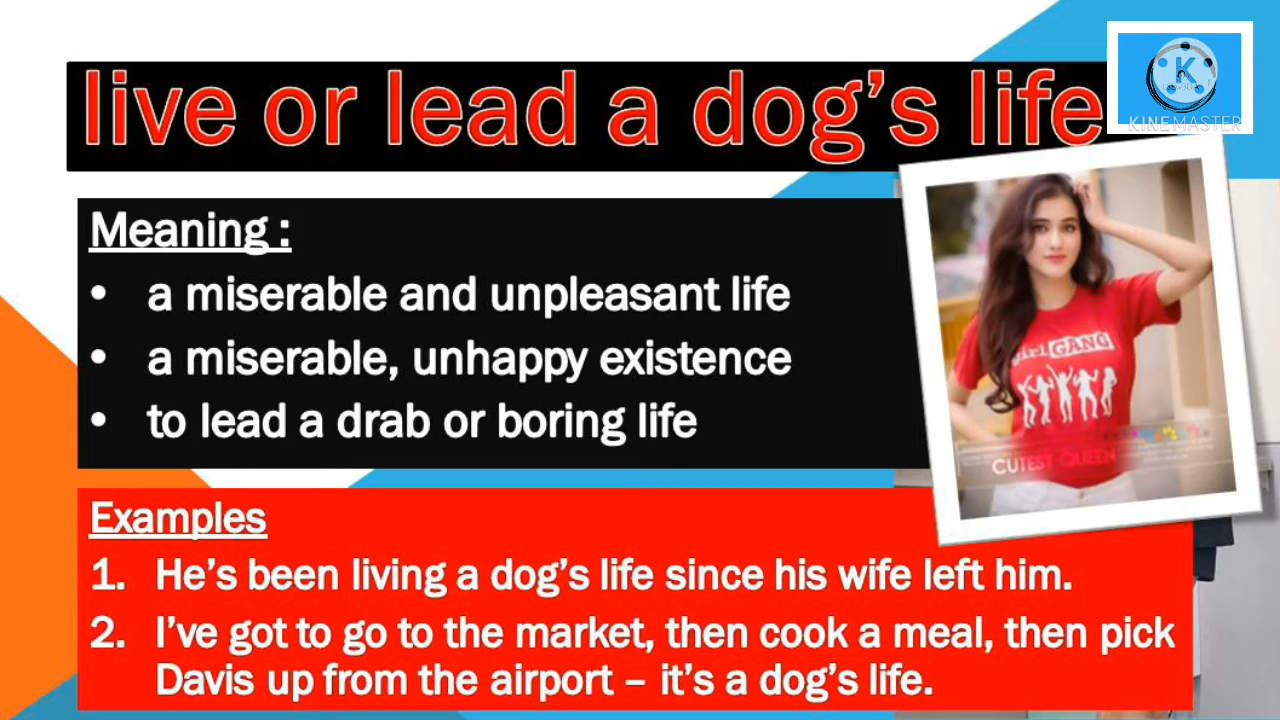 live or lead a dog’s life
KINEMASTER
Meaning :
• a miserable and unpleasant life
• a miserable, unhappy existence
• to lead a drab or boring life
girl GANG
CUTEST QUEEN
Examples
1. He’s been living a dog’s life since his wife left him.
2. I’ve got to go to the market, then cook a meal, then pick
Davis up from the airport – it’s a dog’s life.